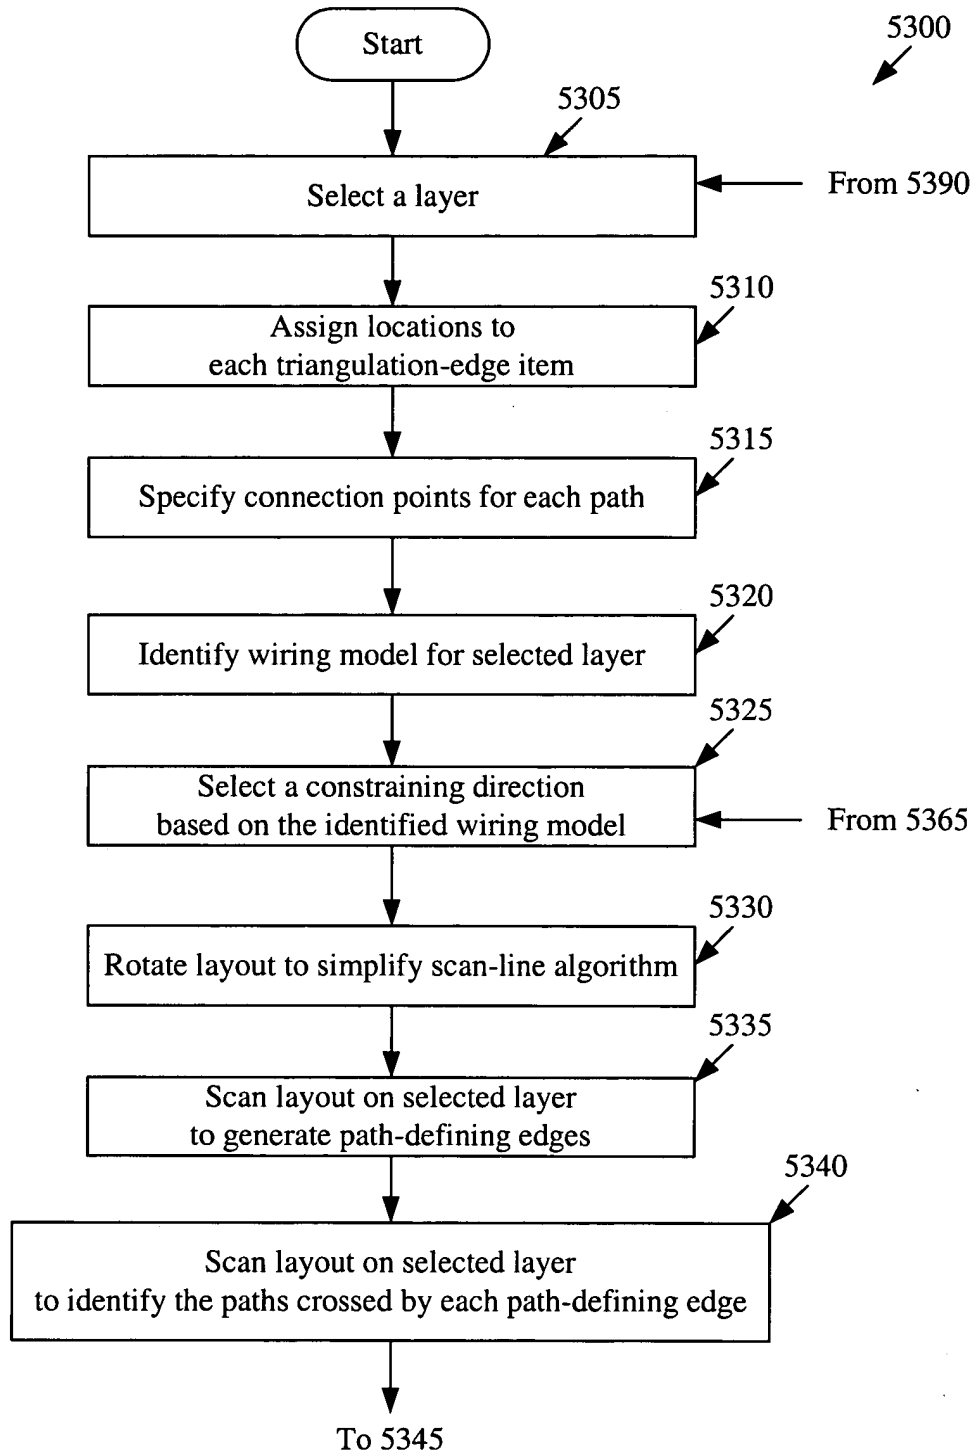 5300
Start
5305
Select a layer
From 5390
5310
Assign locations to
each triangulation-edge item
5315
Specify connection points for each path
5320
Identify wiring model for selected layer
5325
Select a constraining direction
based on the identified wiring model
From 5365
5330
Rotate layout to simplify scan-line algorithm
5335
Scan layout on selected layer
to generate path-defining edges
5340
Scan layout on selected layer
to identify the paths crossed by each path-defining edge
To 5345